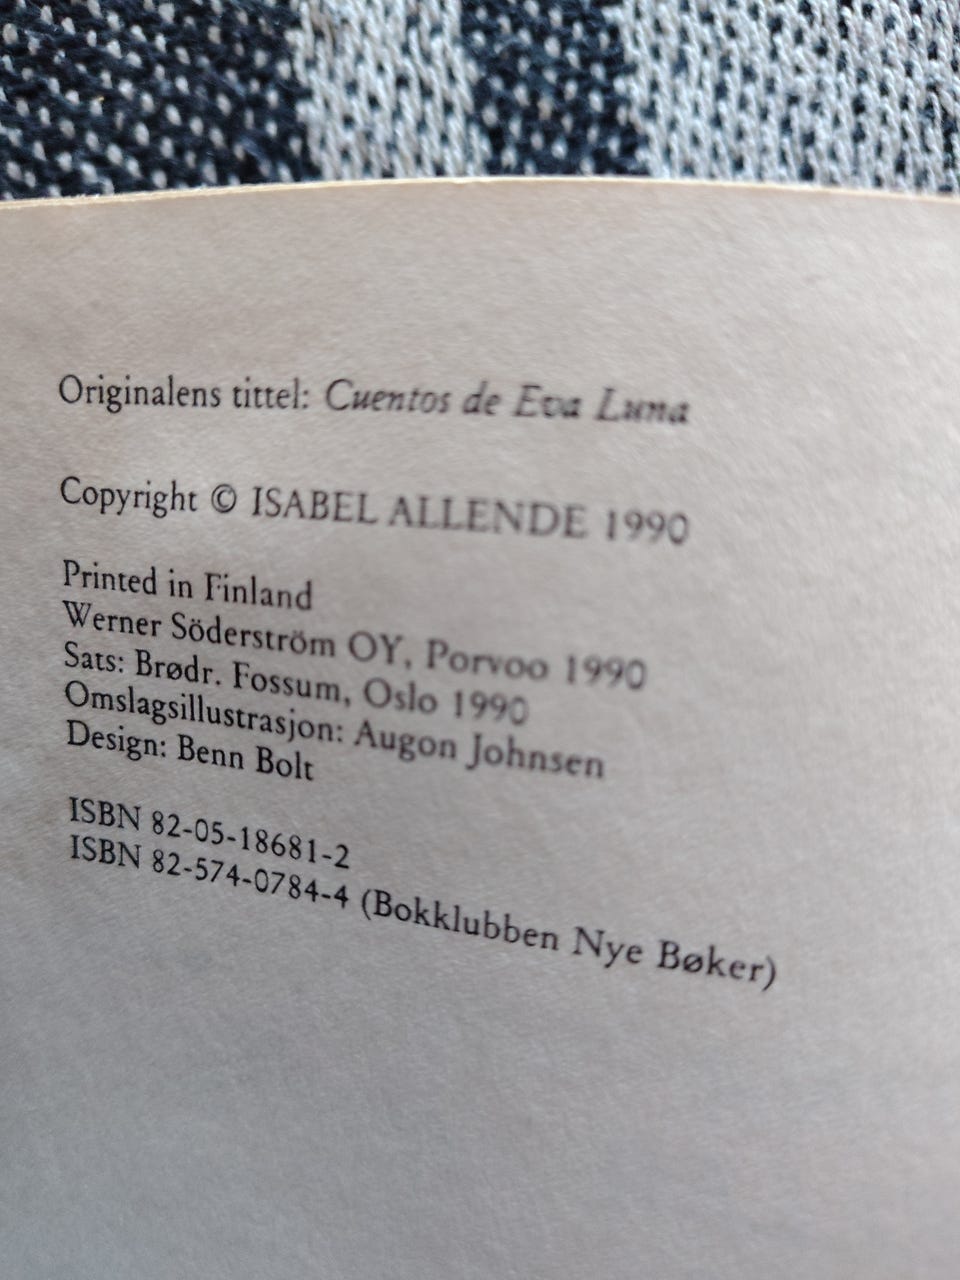 Originalens tittel: Cuentos de Eva Luna
Copyright © ISABEL ALLENDE 1990
Printed in Finland
Werner Söderström OY, Porvoo 1990
Sats: Brødr. Fossum, Oslo 1990
Omslagsillustrasjon: Augon Johnsen
Design: Benn Bolt
ISBN 82-05-18681-2
ISBN 82-574-0784-4 (Bokklubben Nye Bøker)